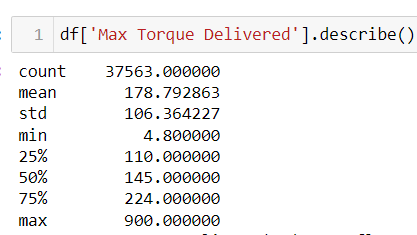 1 df['Max Torque Delivered'].describe()
count 37563.000000
mean 178.792863
std 106.364227
min 4.800000
25% 110.000000
50% 145.000000
75% 224.000000
max 900.000000